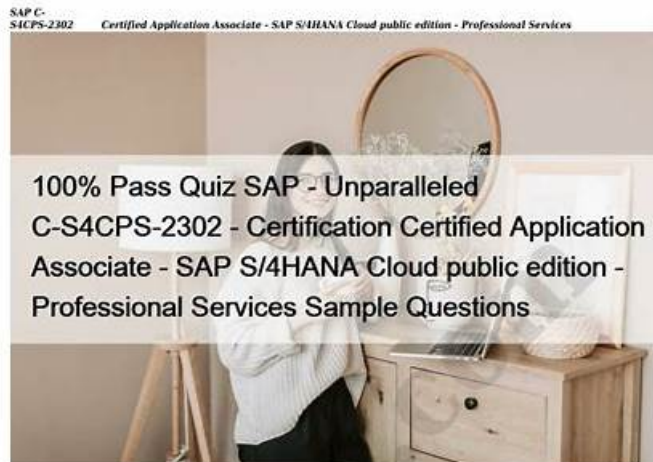 SAP C-
S4CPS-2302 Certified Application Associate - SAP S/4HANA Cloud public edition - Professional Services
100% Pass Quiz SAP - Unparalleled
C-S4CPS-2302 - Certification Certified Application
Associate - SAP S/4HANA Cloud public edition -
Professional Services Sample Questions